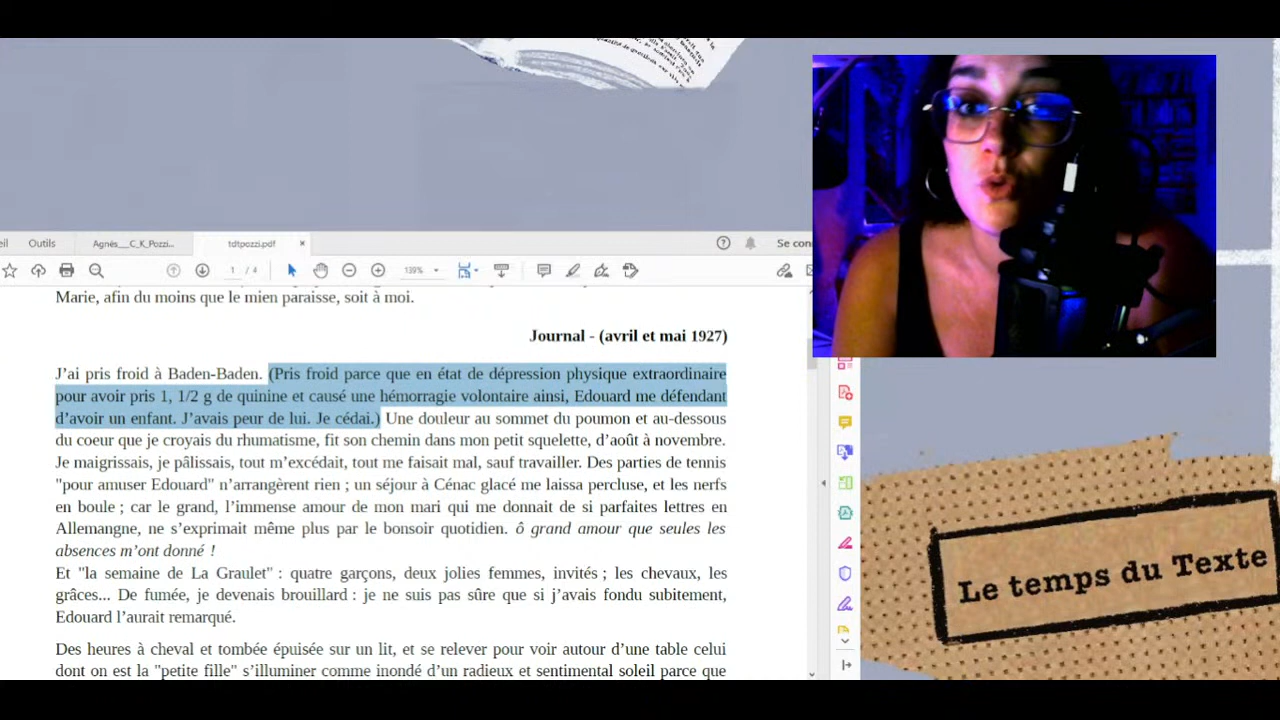 eil Outils Agnés__C_K_Pozzi... tdtpozzi.pdf × Se con
1 / 4 139%
Marie, afin du moins que le mien paraisse, soit à moi.
Journal - (avril et mai 1927)
J’ai pris froid à Baden-Baden. (Pris froid parce que en état de dépression physique extraordinaire
pour avoir pris 1, 1/2 g de quinine et causé une hémorragie volontaire ainsi, Edouard me défendant
d’avoir un enfant. J’avais peur de lui. Je cédai.) Une douleur au sommet du poumon et au-dessous
du coeur que je croyais du rhumatisme, fit son chemin dans mon petit squelette, d’août à novembre.
Je maigrissais, je pâlissais, tout m’excédait, tout me faisait mal, sauf travailler. Des parties de tennis
"pour amuser Edouard" n’arrangèrent rien ; un séjour à Cénac glacé me laissa percluse, et les nerfs
en boule ; car le grand, l’immense amour de mon mari qui me donnait de si parfaites lettres en
Allemangne, ne s’exprimait même plus par le bonsoir quotidien. ô grand amour que seules les
absences m’ont donné !
Et "la semaine de La Graulet" : quatre garçons, deux jolies femmes, invités ; les chevaux, les
grâces... De fumée, je devenais brouillard : je ne suis pas sûre que si j’avais fondu subitement,
Edouard l’aurait remarqué.
Des heures à cheval et tombée épuisée sur un lit, et se relever pour voir autour d’une table celui
dont on est la "petite fille" s’illuminer comme inondé d’un radieux et sentimental soleil parce que
Le temps du Texte